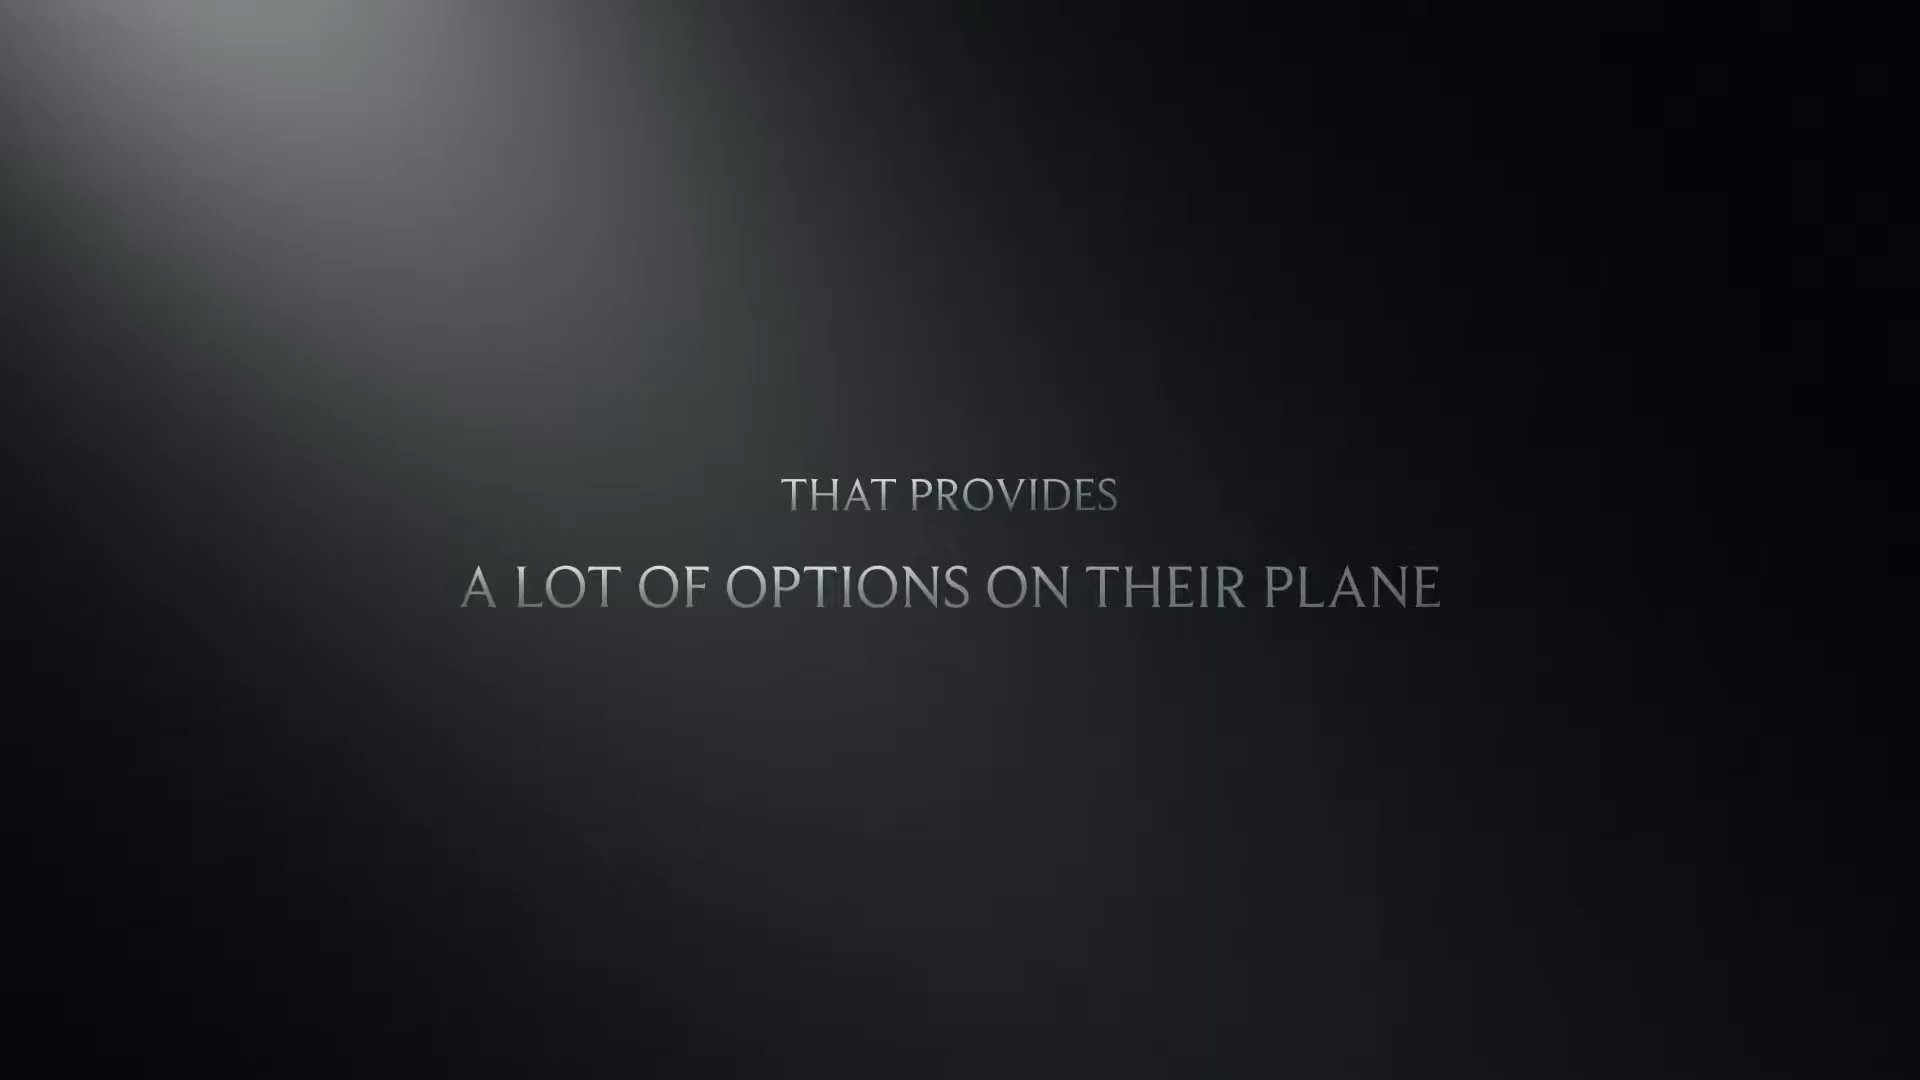 THAT PROVIDES
A LOT OF OPTIONS ON THEIR PLANE